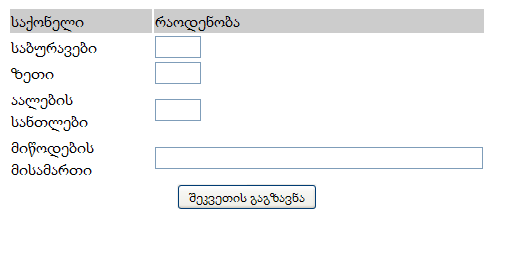 საქონელი რაოდენობა
საბურავები
ზეთი
აალების
სანთლები
მიწოდების
მისამართი
შეკვეთის გაგზავნა